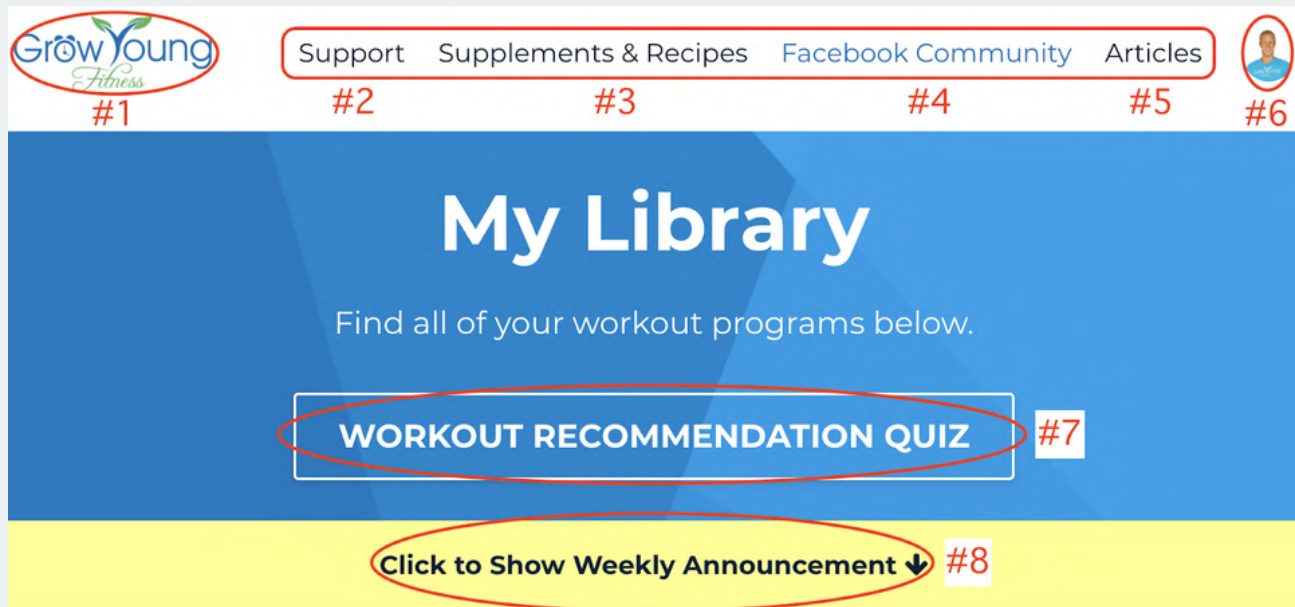 Grow Young
Fitness
Support Supplements & Recipes Facebook Community Articles
#1 #2 #3 #4 #5 #6
My Library
Find all of your workout programs below.
WORKOUT RECOMMENDATION QUIZ #7
Click to Show Weekly Announcement #8